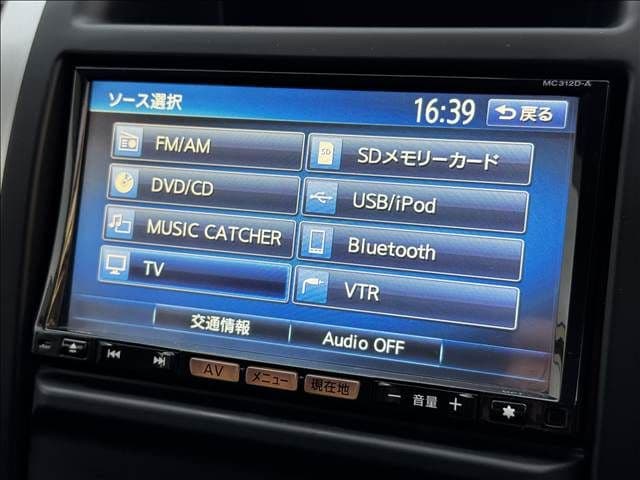 MC312D-A
ソース選択
16:39
戻る
FM/AM
SDメモリーカード
SD
DVD/CD
USB/iPod
MUSIC CATCHER
Bluetooth
TV
VTR
交通情報
Audio OFF
AV
メニュー
現在地
− 音量 +